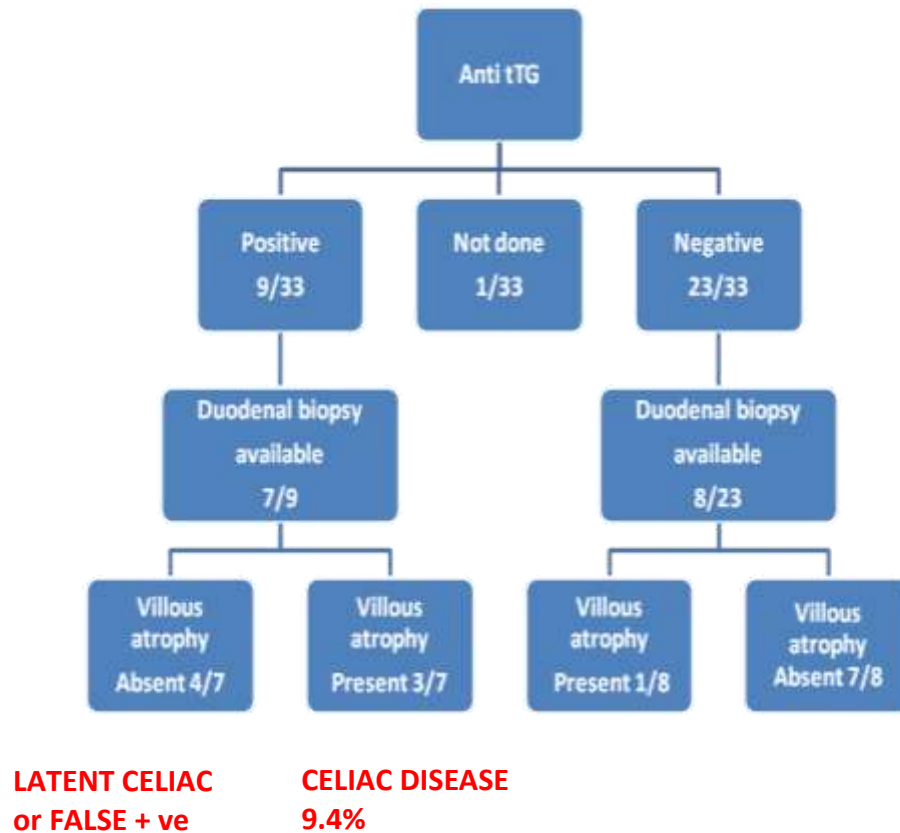 Anti tTG
Positive
9/33
Not done
1/33
Negative
23/33
Duodenal biopsy
available
7/9
Duodenal biopsy
available
8/23
Villous
atrophy
Absent 4/7
Villous
atrophy
Present 3/7
Villous
atrophy
Present 1/8
Villous
atrophy
Absent 7/8
LATENT CELIAC
or FALSE + ve
CELIAC DISEASE
9.4%